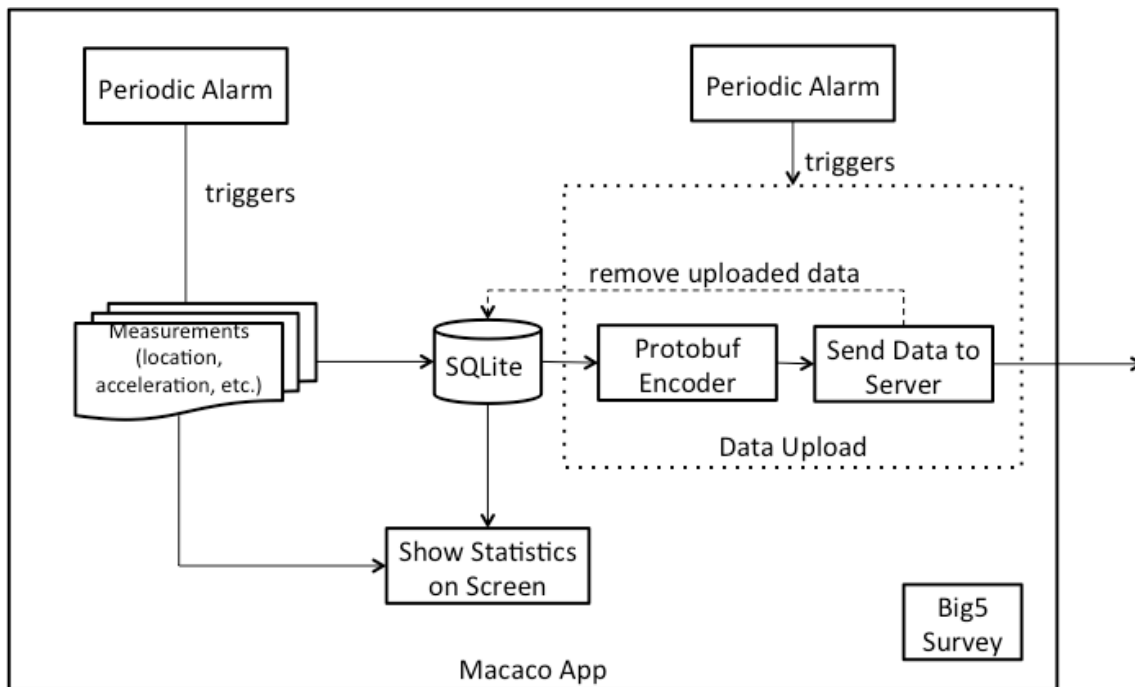 Periodic Alarm
Periodic Alarm
triggers
triggers
remove uploaded data
Measurements
(location,
acceleration, etc.)
SQLite
Protobuf
Encoder
Send Data to
Server
Data Upload
Show Statistics
on Screen
Big5
Survey
Macaco App